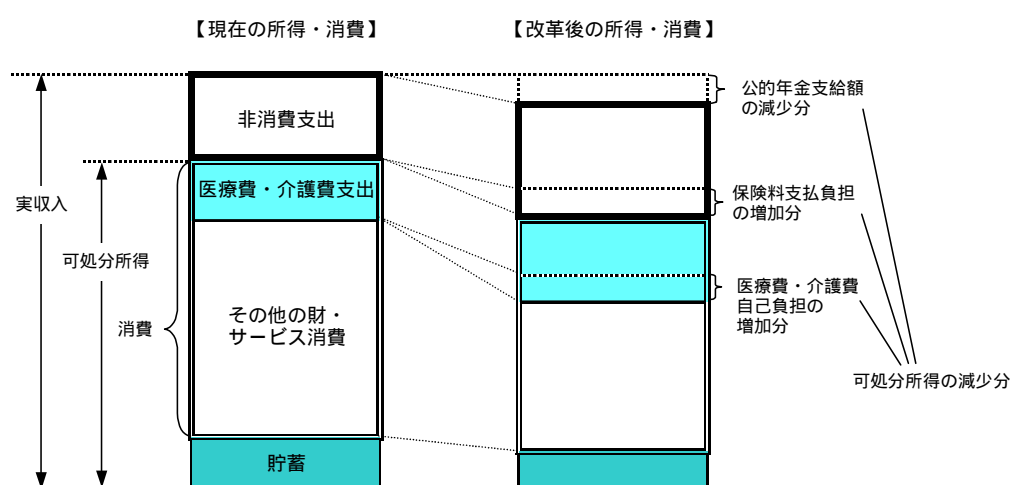 【現在の所得・消費】
【改革後の所得・消費】
非消費支出
医療費・介護費支出
実収入
可処分所得
消費
その他の財・
サービス消費
貯蓄
公的年金支給額
の減少分
保険料支払負担
の増加分
医療費・介護費
自己負担の
増加分
可処分所得の減少分